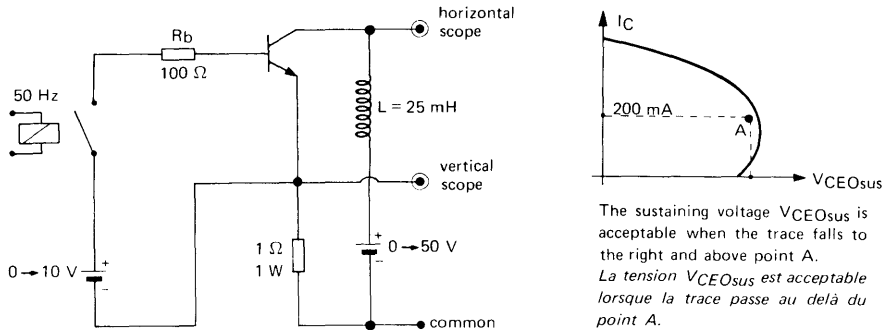 horizontal
scope
Rb
100 Ω
50 Hz
L = 25 mH
vertical
scope
1 Ω
1 W
+
-
0→50 V
0→10 V
+
-
common
IC
200 mA
A
VCEOsus
The sustaining voltage VCEOsus is
acceptable when the trace falls to
the right and above point A.
La tension VCEOsus est acceptable
lorsque la trace passe au delà du
point A.